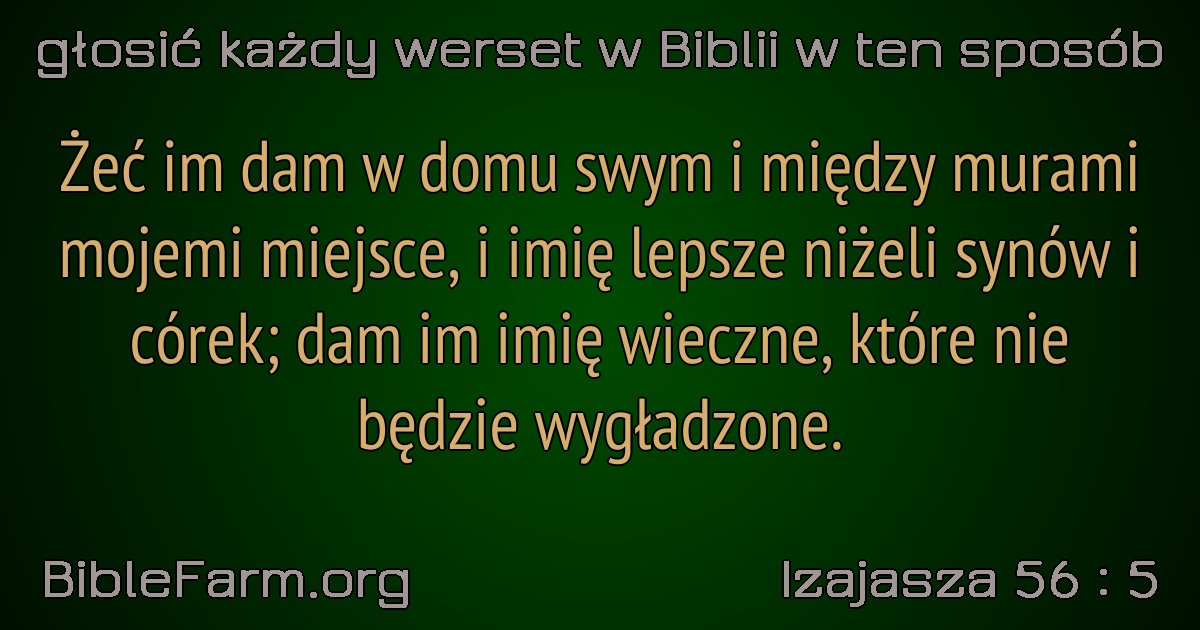 głosić każdy werset w Biblii w ten sposób
Żeć im dam w domu swym i między murami
mojemi miejsce, i imię lepsze niżeli synów i
córek; dam im imię wieczne, które nie
będzie wygładzone.
BibleFarm.org
Izajasza 56 : 5